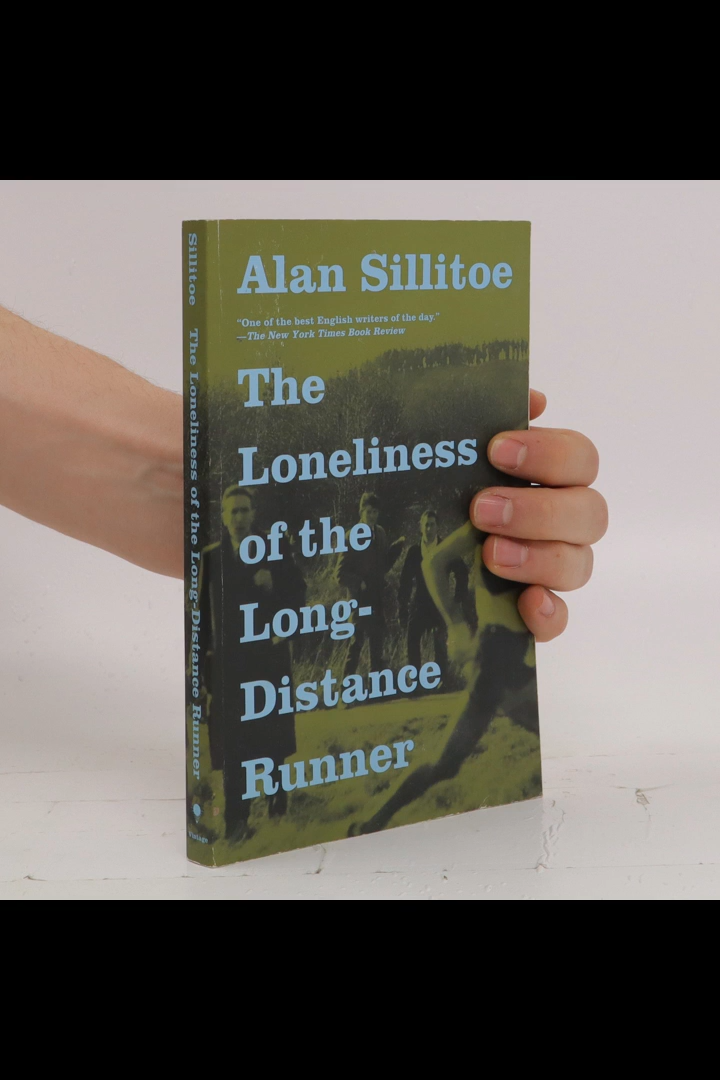 Alan Sillitoe
“One of the best English writers of the day.”
—The New York Times Book Review
The
Loneliness
of the
Long-
Distance
Runner
Sillitoe The Loneliness of the Long-Distance Runner
Vintage